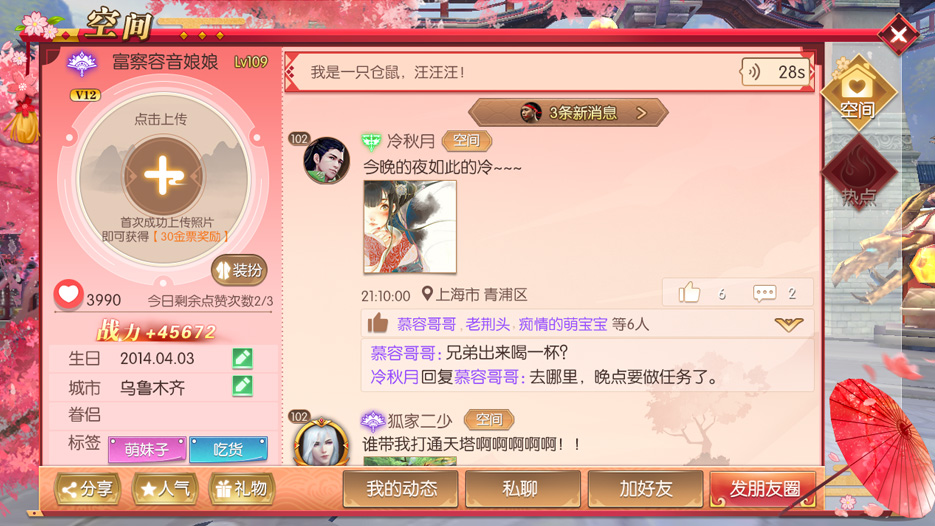 空间
富察容音娘娘 Lv109
V12
点击上传
首次成功上传照片
即可获得【30金票奖励】
装扮
3990 今日剩余点赞次数2/3
战力+45672
生日 2014.04.03
城市 乌鲁木齐
眷侣
标签 萌妹子 吃货
分享 人气 礼物
我是一只仓鼠，汪汪汪！ 28s
3条新消息
102 冷秋月 空间
今晚的夜如此的冷~~~
21:10:00 上海市 青浦区 6 2
慕容哥哥，老荆头，痴情的萌宝宝 等6人
慕容哥哥：兄弟出来喝一杯？
冷秋月回复慕容哥哥：去哪里，晚点要做任务了。
102 狐家二少 空间
谁带我打通天塔啊啊啊啊啊！！
我的动态 私聊 加好友 发朋友圈
空间
热点